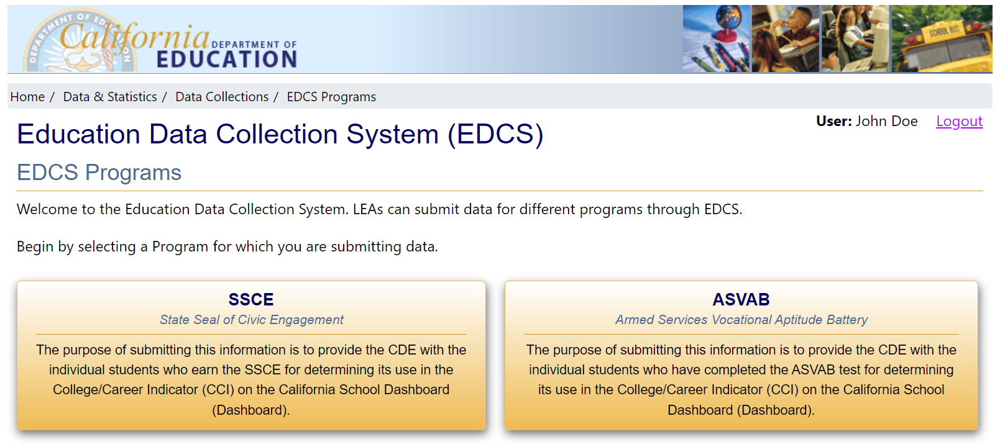 DEPARTMENT OF EDUCATION
California DEPARTMENT OF
EDUCATION
SCHOOL BUS
Home / Data & Statistics / Data Collections / EDCS Programs
User: John Doe Logout
Education Data Collection System (EDCS)
EDCS Programs
Welcome to the Education Data Collection System. LEAs can submit data for different programs through EDCS.
Begin by selecting a Program for which you are submitting data.
SSCE
State Seal of Civic Engagement
The purpose of submitting this information is to provide the CDE with the
individual students who earn the SSCE for determining its use in the
College/Career Indicator (CCI) on the California School Dashboard
(Dashboard).
ASVAB
Armed Services Vocational Aptitude Battery
The purpose of submitting this information is to provide the CDE with the
individual students who have completed the ASVAB test for determining
its use in the College/Career Indicator (CCI) on the California School
Dashboard (Dashboard).